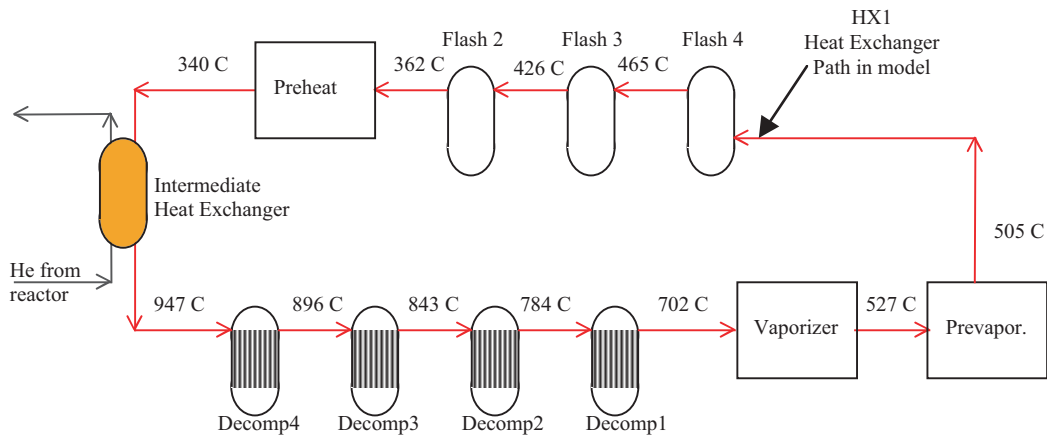 HX1
Heat Exchanger
Path in model
Flash 2
Flash 3
Flash 4
340 C
362 C
426 C
465 C
Preheat
Intermediate
Heat Exchanger
505 C
He from
reactor
947 C
896 C
843 C
784 C
702 C
527 C
Vaporizer
Prevapor.
Decomp4
Decomp3
Decomp2
Decomp1